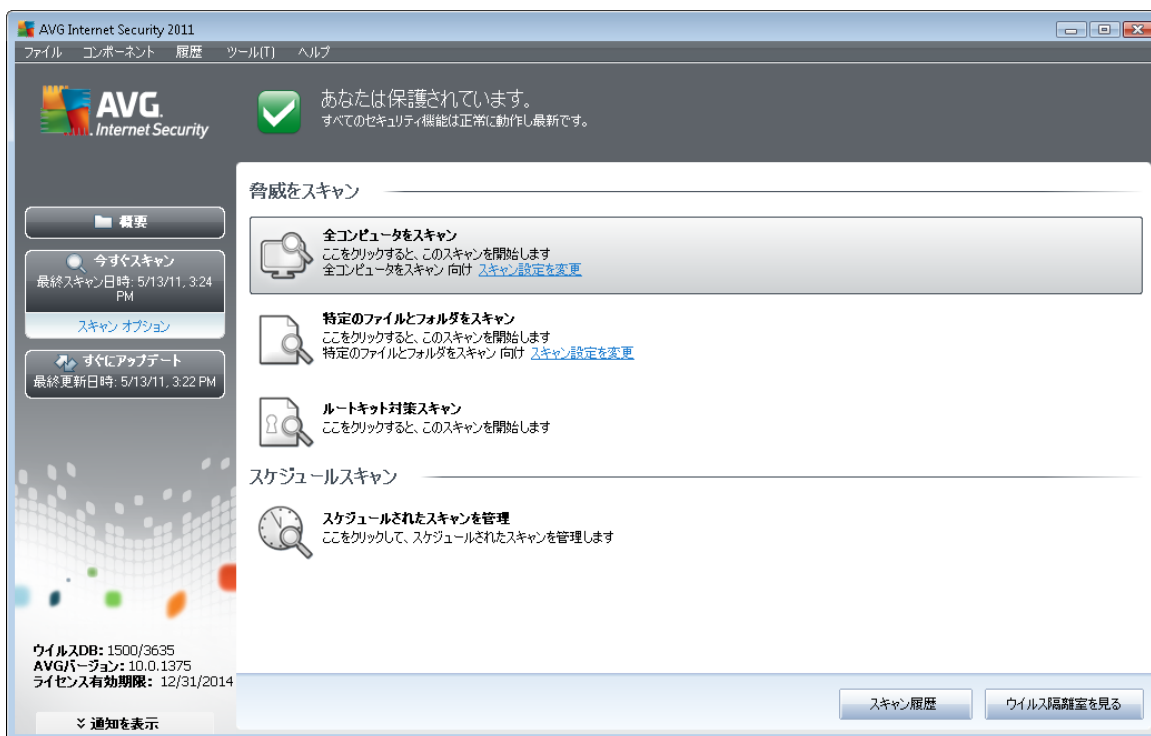 AVG Internet Security 2011
ファイル コンポーネント 履歴 ツール(T) ヘルプ
AVG.
Internet Security
あなたは保護されています。
すべてのセキュリティ機能は正常に動作し最新です。
概要
今すぐスキャン
最終スキャン日時: 5/13/11, 3:24
PM
スキャン オプション
すぐにアップデート
最終更新日時: 5/13/11, 3:22 PM
ウイルスDB: 1500/3635
AVGバージョン: 10.0.1375
ライセンス有効期限: 12/31/2014
通知を表示
脅威をスキャン
全コンピュータをスキャン
ここをクリックすると、このスキャンを開始します
全コンピュータをスキャン 向け スキャン設定を変更
特定のファイルとフォルダをスキャン
ここをクリックすると、このスキャンを開始します
特定のファイルとフォルダをスキャン 向け スキャン設定を変更
ルートキット対策スキャン
ここをクリックすると、このスキャンを開始します
スケジュールスキャン
スケジュールされたスキャンを管理
ここをクリックして、スケジュールされたスキャンを管理します
スキャン履歴
ウイルス隔離室を見る